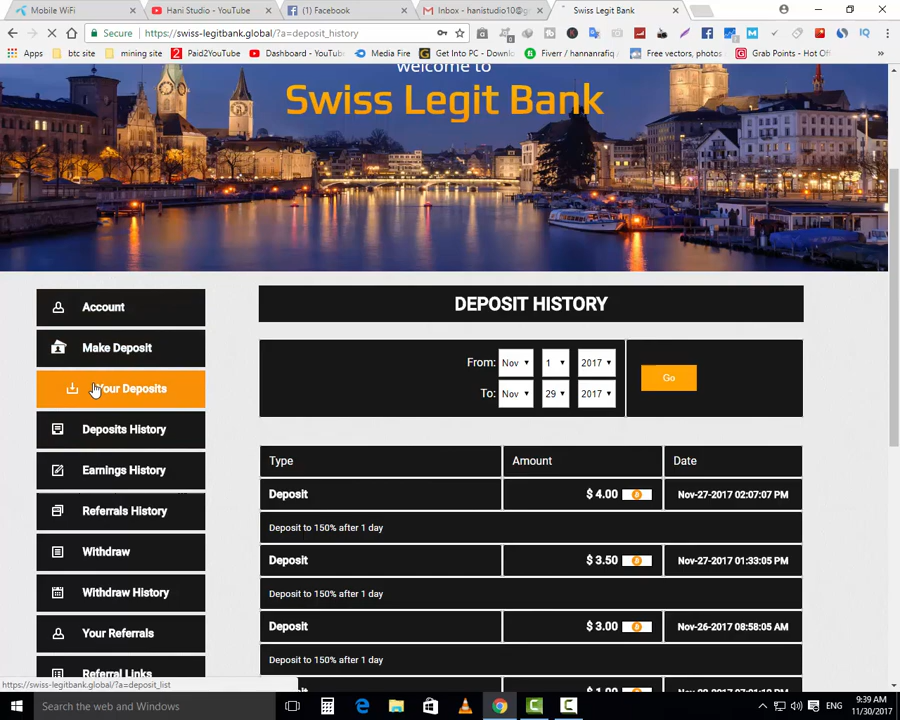 Mobile WiFi
Hani Studio - YouTube
(1) Facebook
Inbox - hanistudio10@g
Swiss Legit Bank
Secure
https://swiss-legitbank.global/?a=deposit_history
Apps
btc site
mining site
Paid2YouTube
Dashboard - YouTub
Media Fire
Get Into PC - Downlo
Fiverr / hannanrafiq
Free vectors, photos
Grab Points - Hot Off
welcome to
Swiss Legit Bank
Account
Make Deposit
Your Deposits
Deposits History
Earnings History
Referrals History
Withdraw
Withdraw History
Your Referrals
Referral Links
DEPOSIT HISTORY
From: Nov 1 2017
To: Nov 29 2017
Go
Type Amount Date
Deposit $ 4.00 Nov-27-2017 02:07:07 PM
Deposit to 150% after 1 day
Deposit $ 3.50 Nov-27-2017 01:33:05 PM
Deposit to 150% after 1 day
Deposit $ 3.00 Nov-26-2017 08:58:05 AM
Deposit to 150% after 1 day
https://swiss-legitbank.global/?a=deposit_list
Search the web and Windows
ENG
9:39 AM
11/30/2017